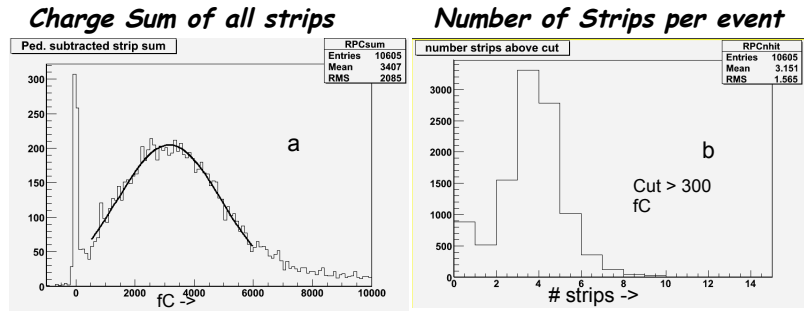 Charge Sum of all strips
Ped. subtracted strip sum
RPCsum
Entries 10605
Mean 3407
RMS 2085
300
250
200
150
100
50
0
a
0 2000 4000 6000 8000 10000
fC ->
Number of Strips per event
number strips above cut
RPCnhit
Entries 10605
Mean 3.151
RMS 1.565
3000
2500
2000
1500
1000
500
0
b
Cut > 300
fC
0 2 4 6 8 10 12 14
# strips ->